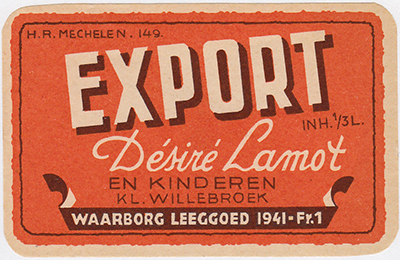 H.R. MECHELEN. 149.
EXPORT
INH. 1/3 L.
Désiré Lamot
EN KINDEREN
KL. WILLEBROEK
WAARBORG LEEGGOED 1941-Fr.1